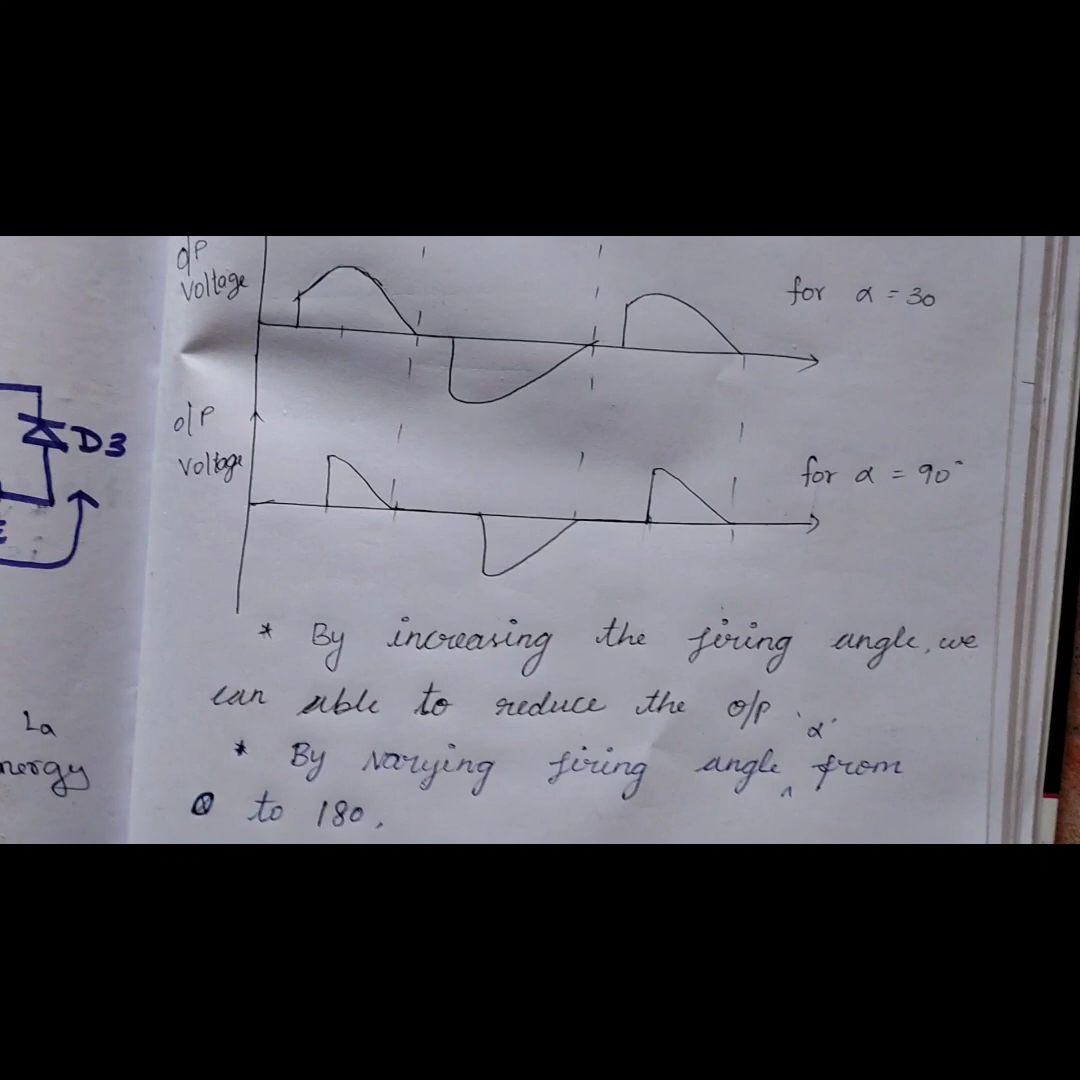 o/P
voltage
for α = 30
D3
o/P
voltage
for α = 90°
* By increasing the firing angle, we
can able to reduce the o/p
La
nergy
* By varying firing angle ^ 'α' from
0 to 180.